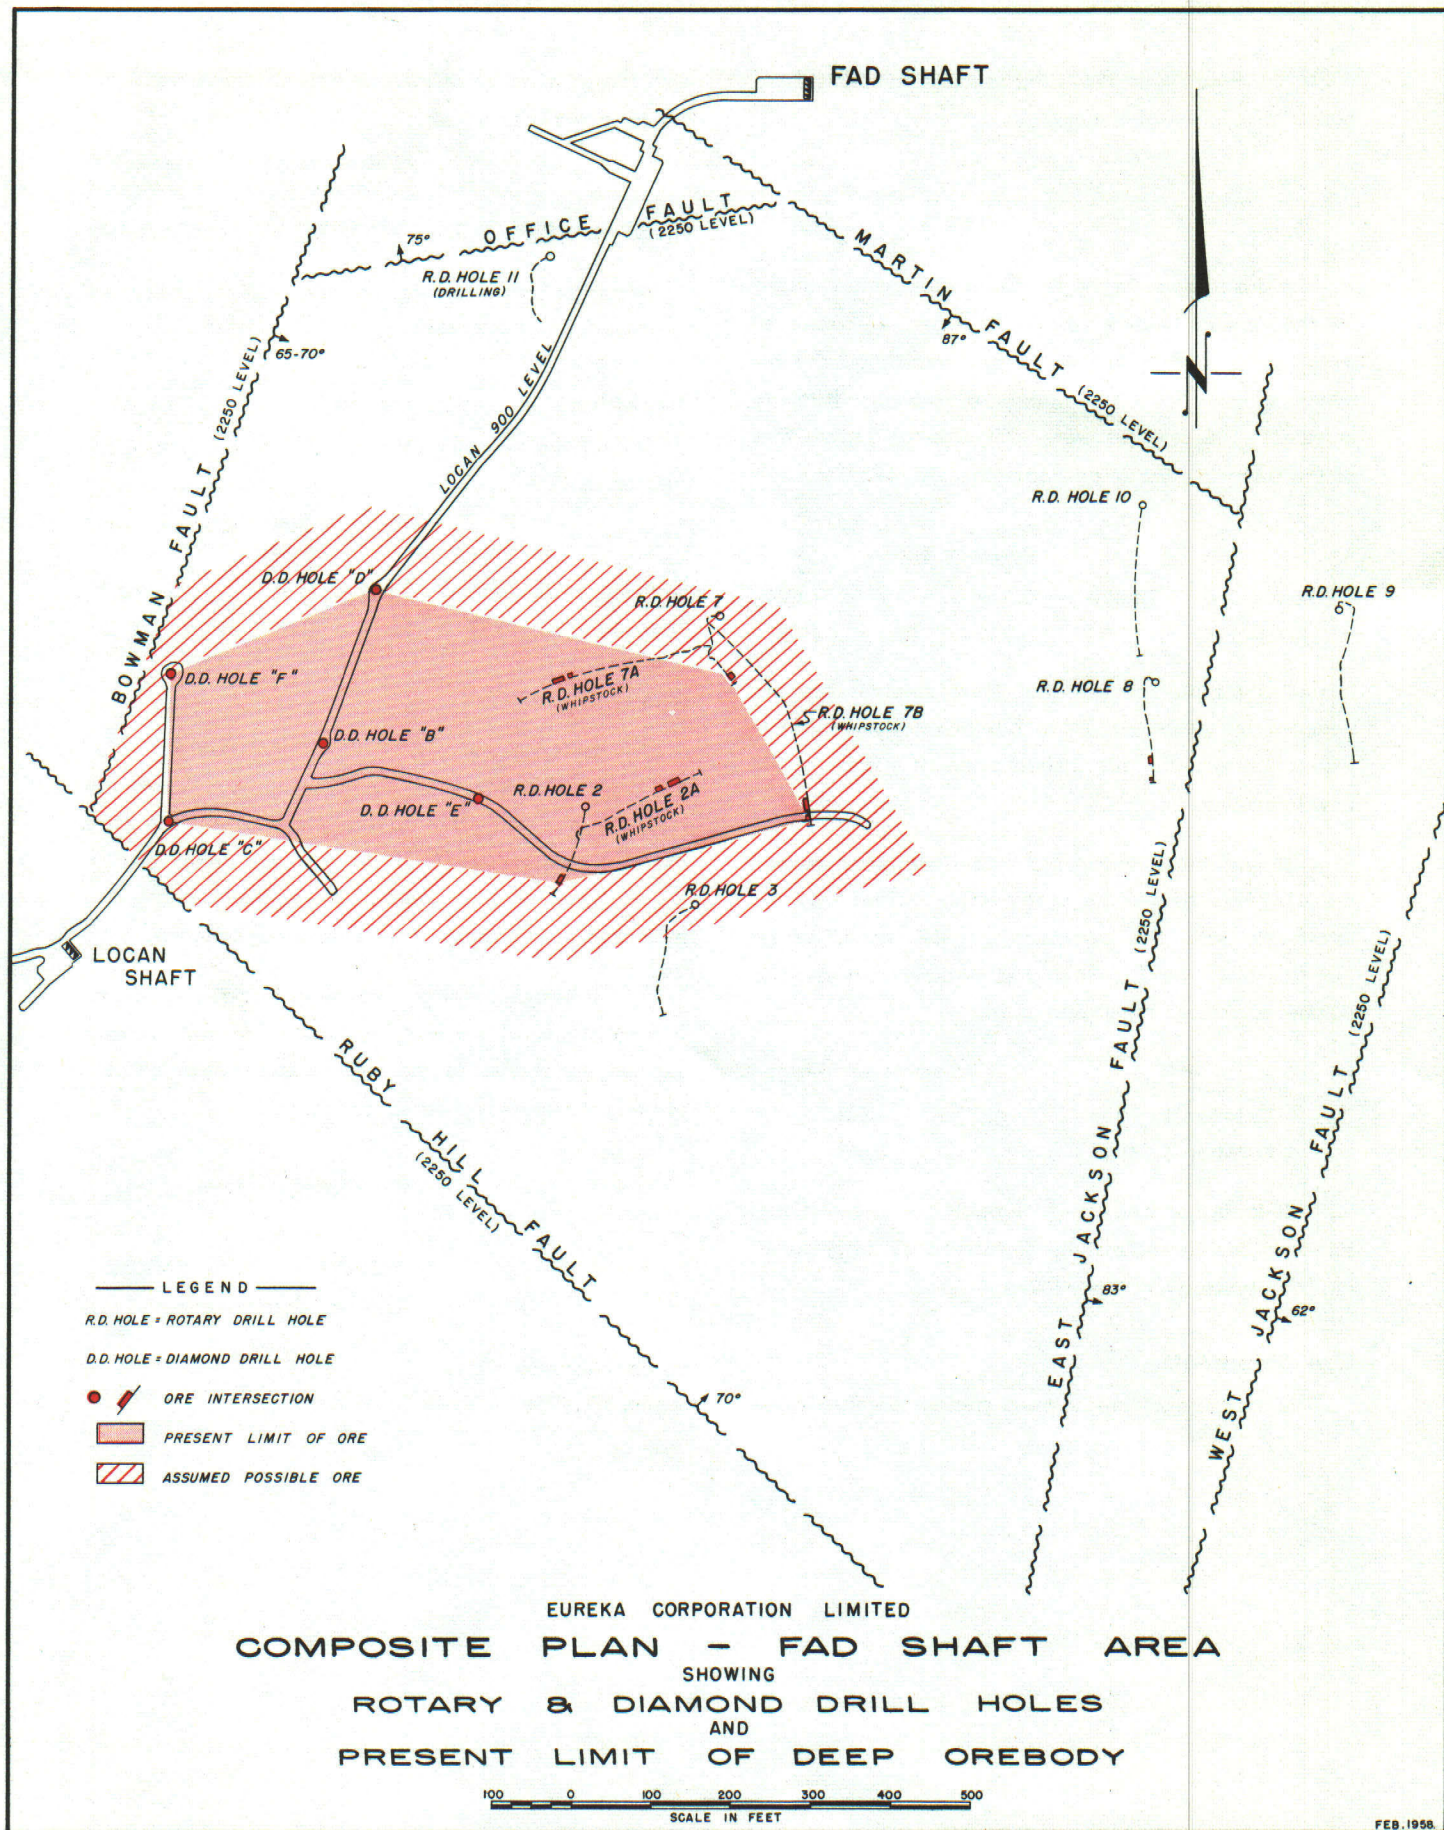 FAD SHAFT
OFFICE FAULT
(2250 LEVEL)
75°
R.D. HOLE 11
(DRILLING)
MARTIN FAULT (2250 LEVEL)
87°
65-70°
BOWMAN FAULT (2250 LEVEL)
LOCAN 900 LEVEL
N
R.D. HOLE 10
D.D. HOLE "D"
R.D. HOLE 7
R.D. HOLE 9
D.D. HOLE "F"
R.D. HOLE 7A
(WHIPSTOCK)
R.D. HOLE 8
R.D. HOLE 7B
(WHIPSTOCK)
D.D. HOLE "B"
R.D. HOLE 2
D.D. HOLE "E"
R.D. HOLE 2A
(WHIPSTOCK)
D.D. HOLE "C"
R.D. HOLE 3
LOCAN
SHAFT
RUBY HILL FAULT
(2250 LEVEL)
70°
EAST JACKSON FAULT (2250 LEVEL)
83°
WEST JACKSON FAULT (2250 LEVEL)
62°
LEGEND
R.D. HOLE = ROTARY DRILL HOLE
D.D. HOLE = DIAMOND DRILL HOLE
ORE INTERSECTION
PRESENT LIMIT OF ORE
ASSUMED POSSIBLE ORE
EUREKA CORPORATION LIMITED
COMPOSITE PLAN - FAD SHAFT AREA
SHOWING
ROTARY & DIAMOND DRILL HOLES
AND
PRESENT LIMIT OF DEEP OREBODY
100 0 100 200 300 400 500
SCALE IN FEET
FEB. 1958.